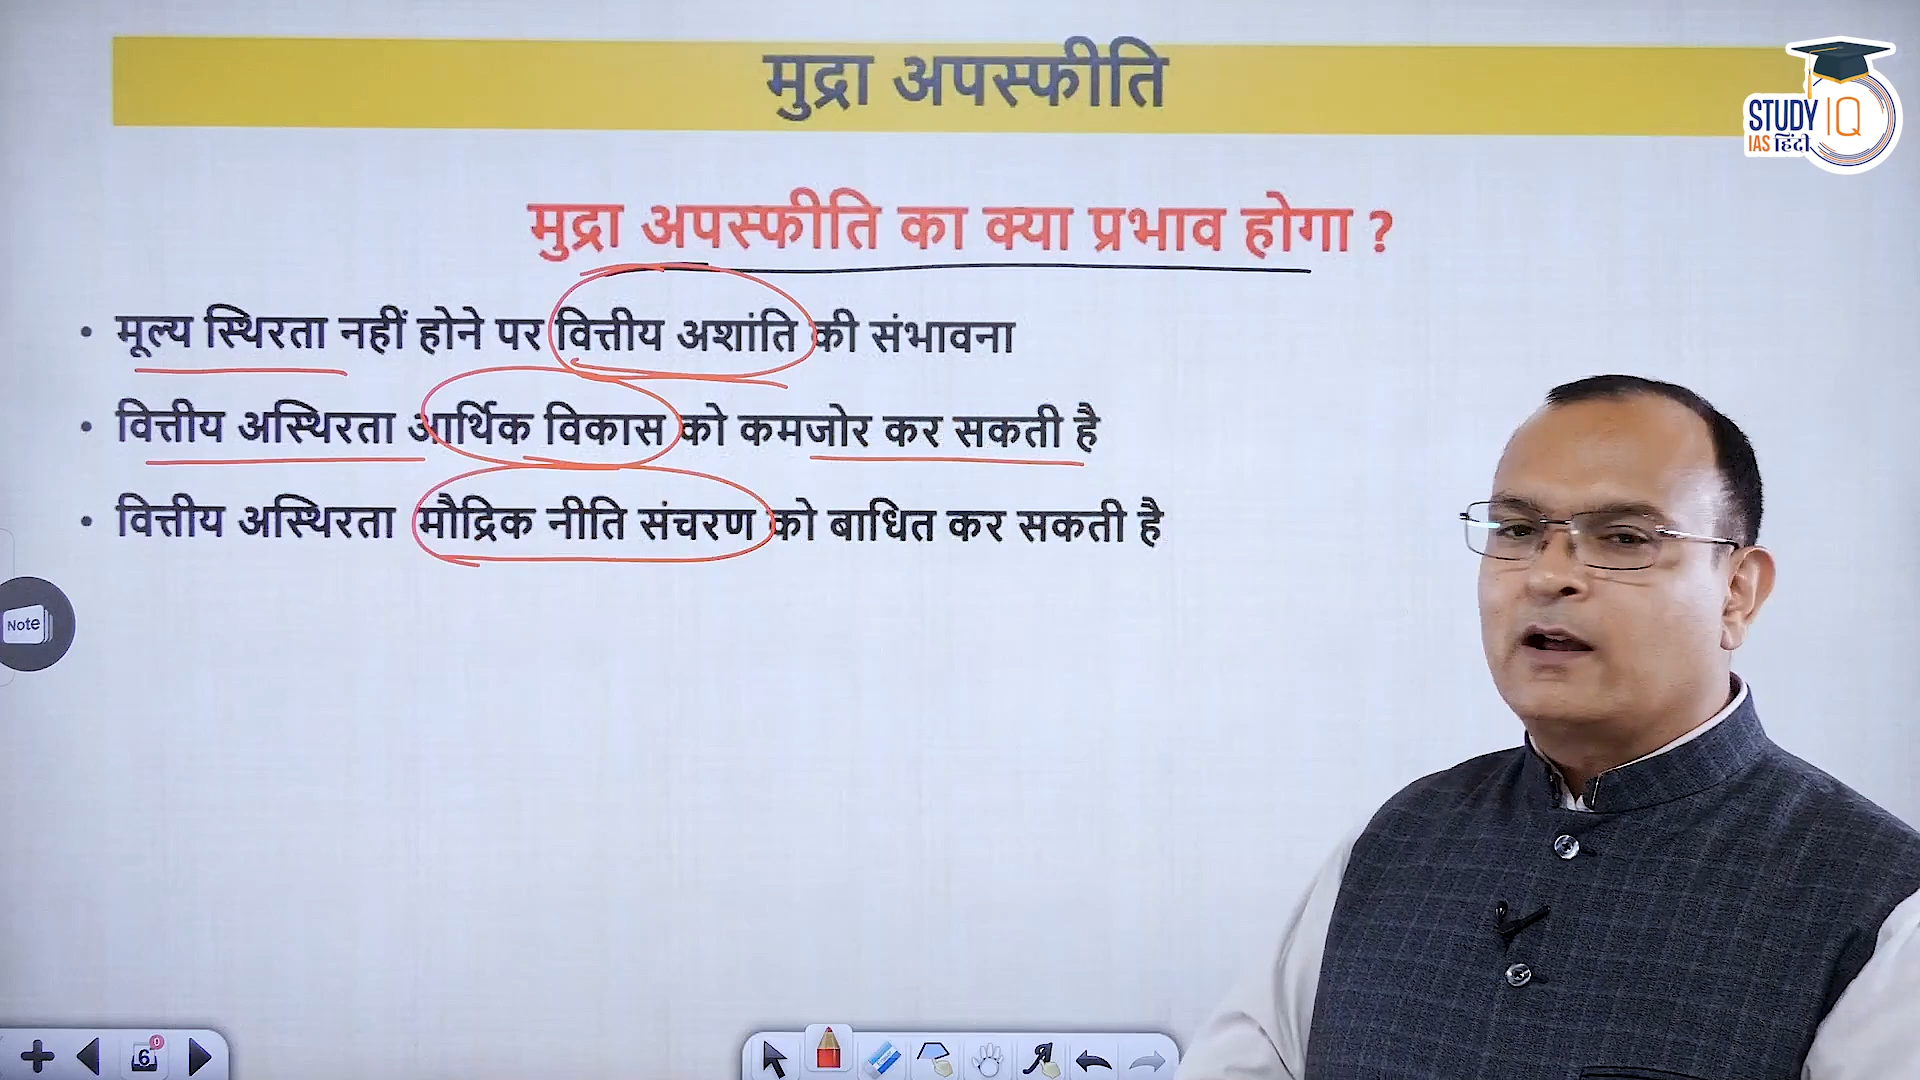 मुद्रा अपस्फीति
STUDY IQ
IAS हिंदी
मुद्रा अपस्फीति का क्या प्रभाव होगा ?
• मूल्य स्थिरता नहीं होने पर वित्तीय अशांति की संभावना
• वित्तीय अस्थिरता आर्थिक विकास को कमजोर कर सकती है
• वित्तीय अस्थिरता मौद्रिक नीति संचरण को बाधित कर सकती है
Note
6
0